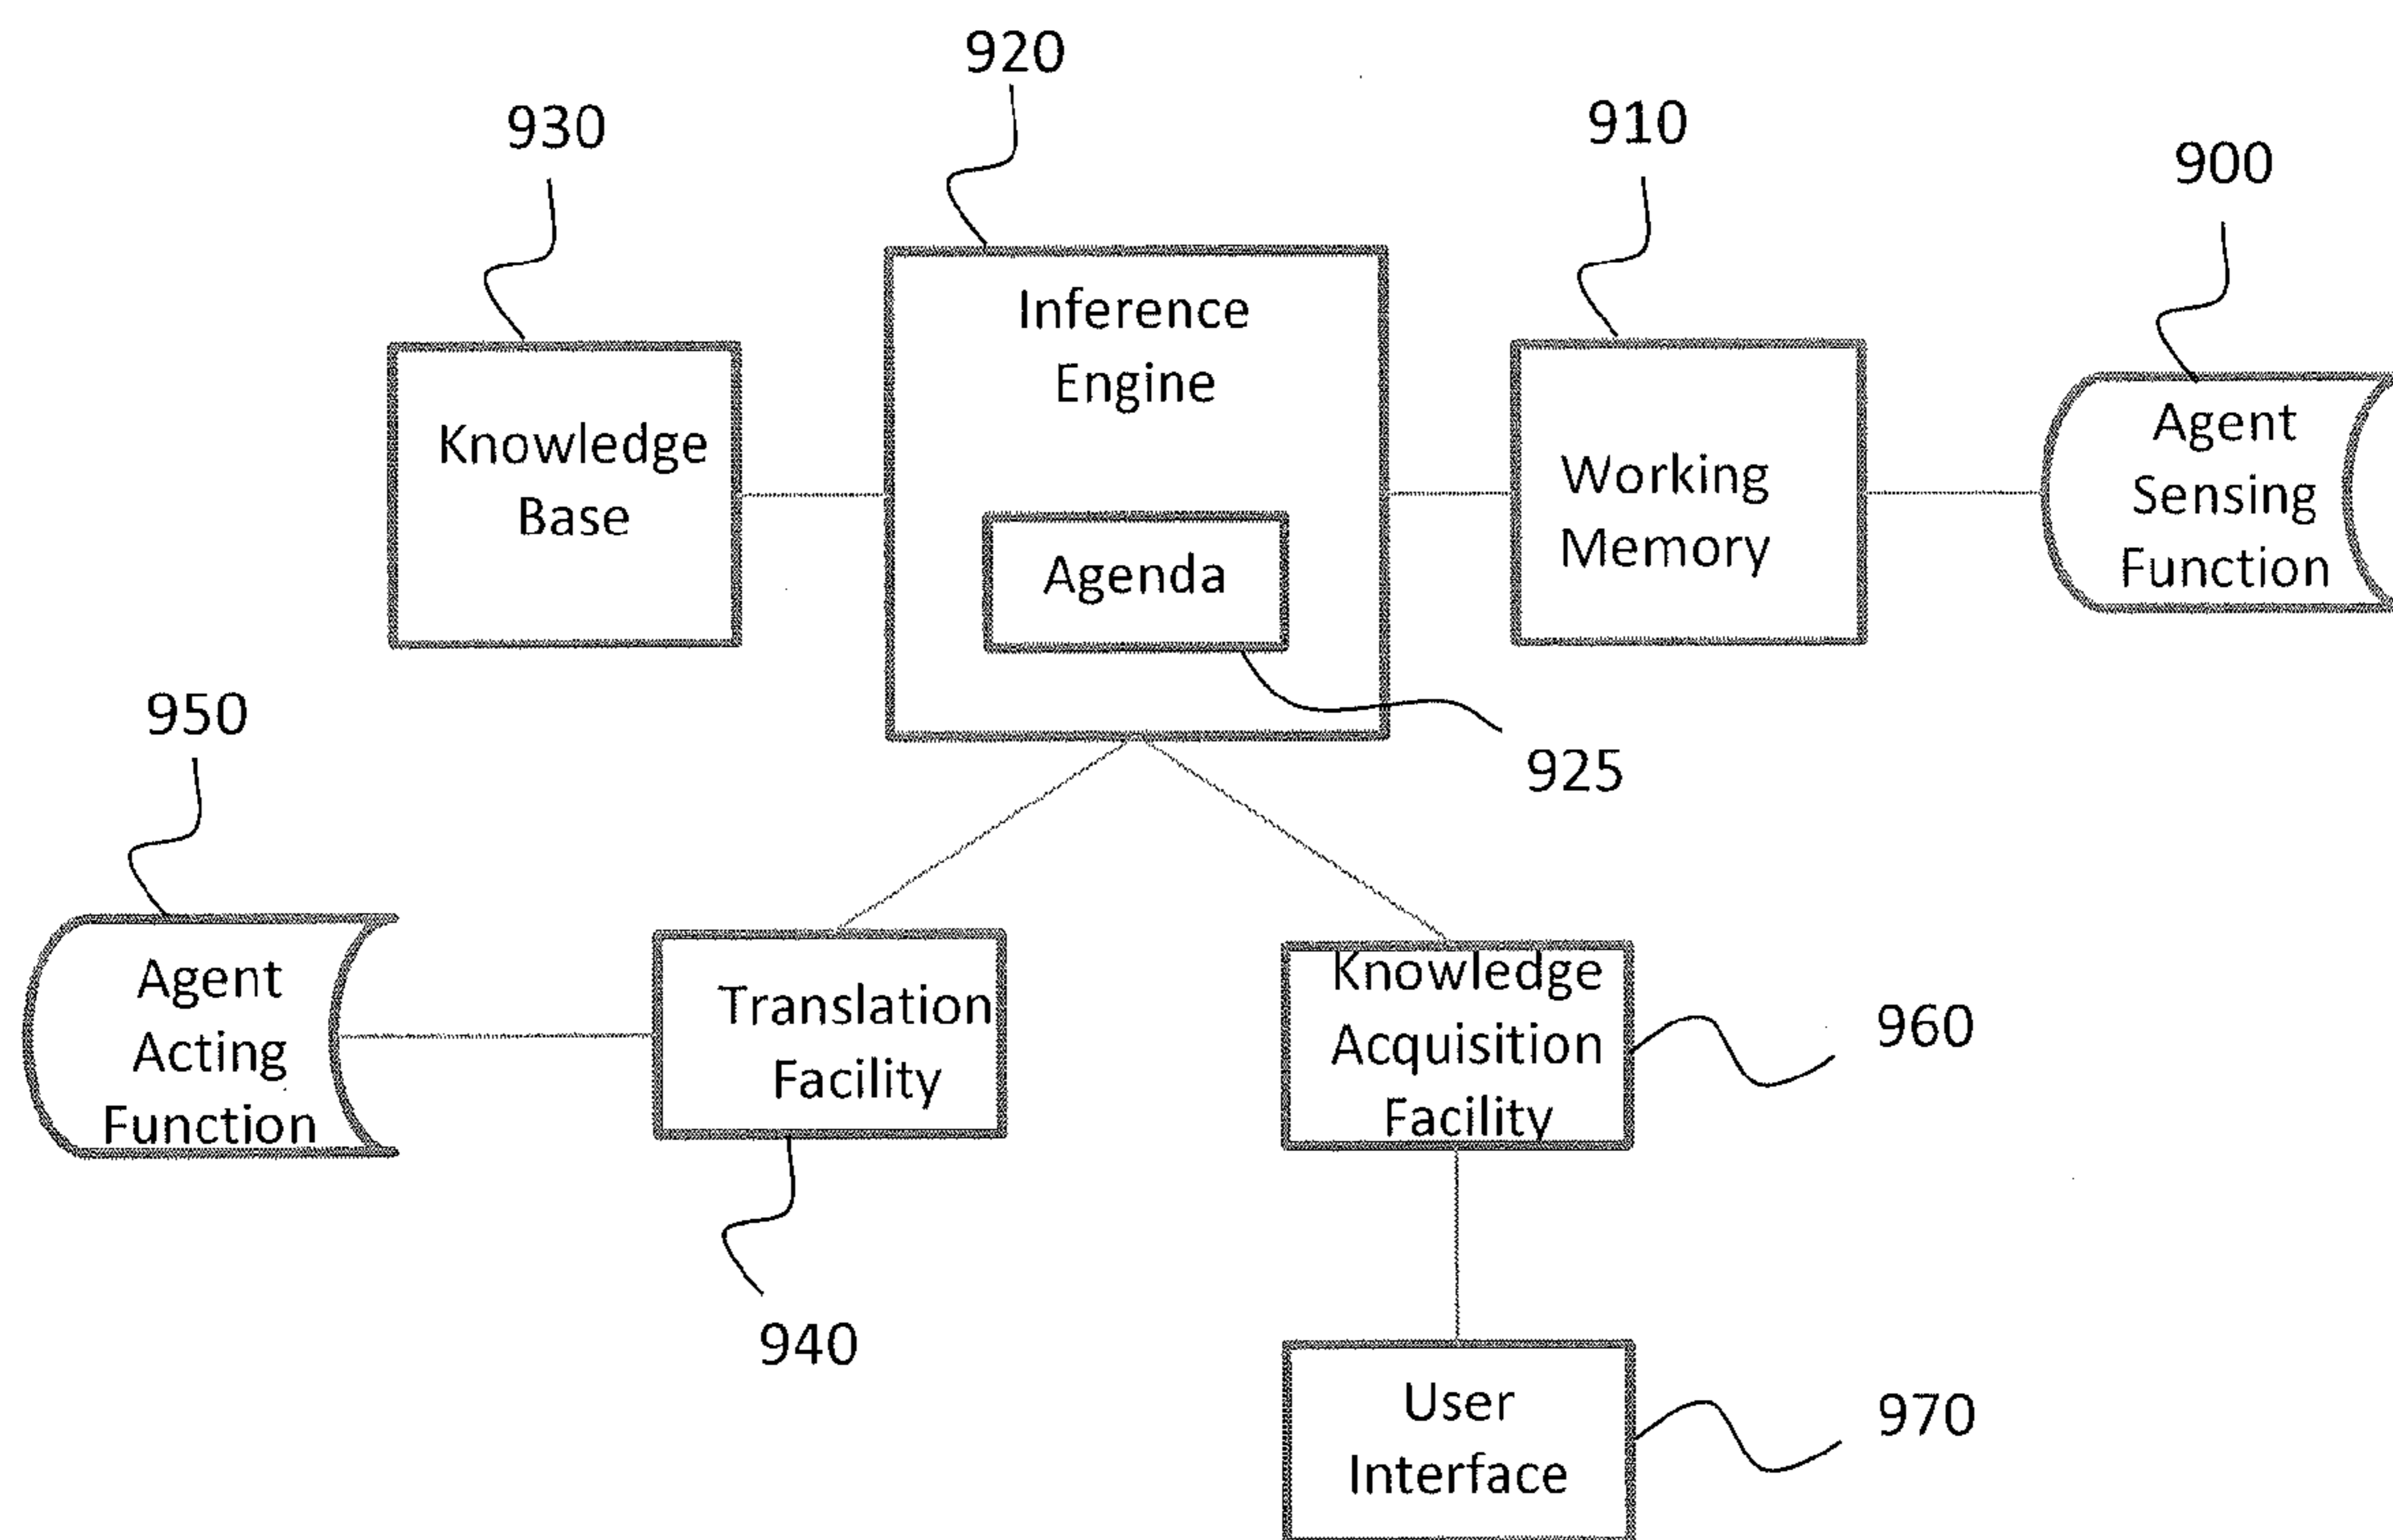 920
930
910
900
Inference
Engine
Knowledge
Base
Agenda
Working
Memory
Agent
Sensing
Function
925
950
Agent
Acting
Function
Translation
Facility
940
Knowledge
Acquisition
Facility
960
User
Interface
970